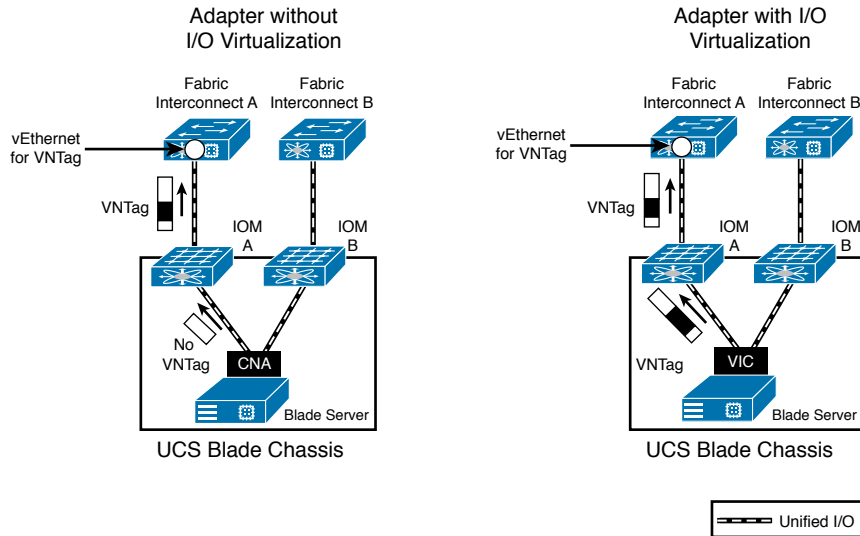 Adapter without
I/O Virtualization
Fabric
Interconnect A
Fabric
Interconnect B
vEthernet
for VNTag
VNTag
IOM
A
IOM
B
No
VNTag
CNA
Blade Server
UCS Blade Chassis
Adapter with I/O
Virtualization
Fabric
Interconnect A
Fabric
Interconnect B
vEthernet
for VNTag
VNTag
IOM
A
IOM
B
VNTag
VIC
Blade Server
UCS Blade Chassis
Unified I/O